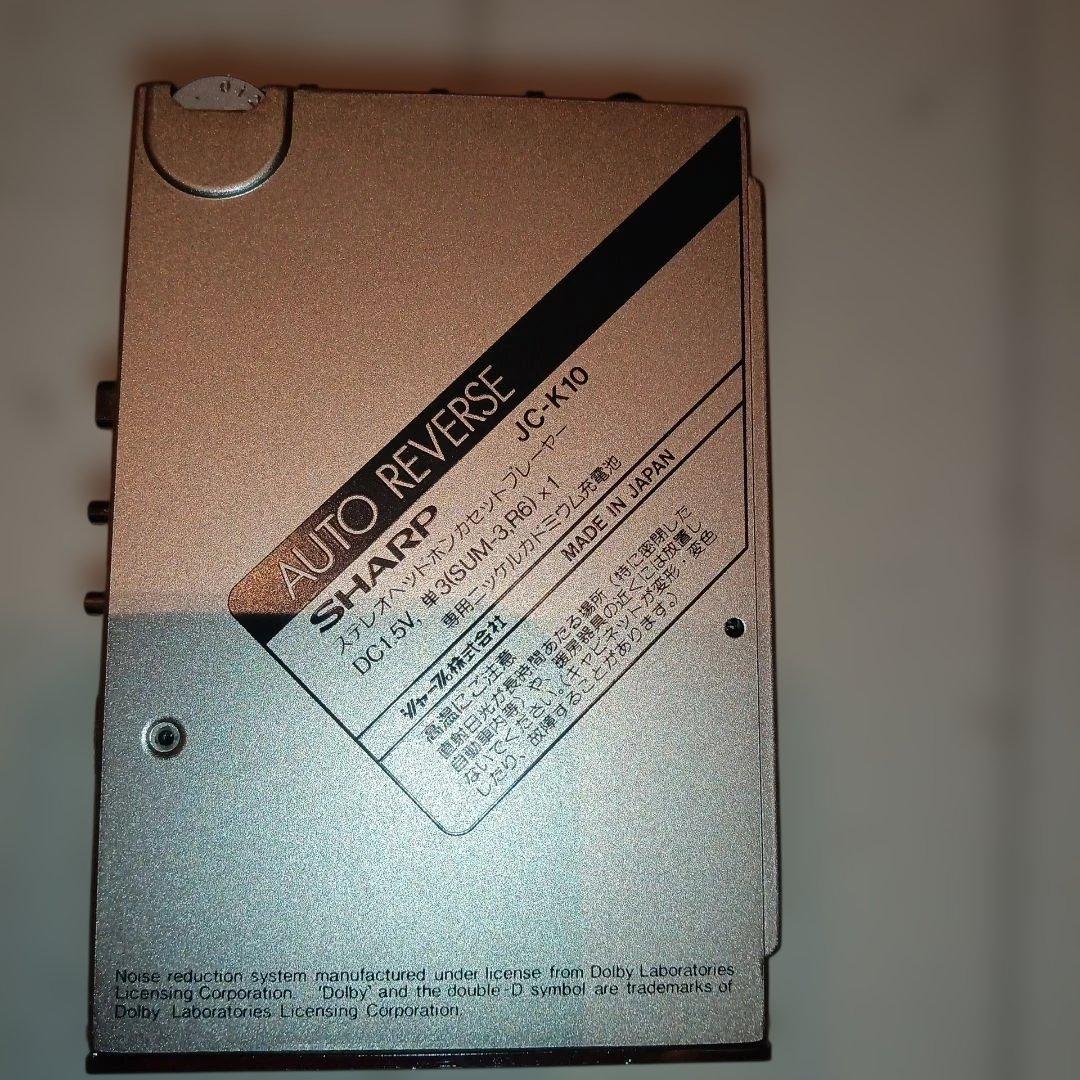 AUTO REVERSE
SHARP JC-K10
ステレオヘッドホンカセットプレーヤー
DC1.5V, 単3(SUM-3,R6)×1
専用ニッケルカドミウム充電池
シャープ株式会社 MADE IN JAPAN
高温にご注意
直射日光が長時間あたる場所(特に密閉した
自動車内等)や、暖房器具の近くには放置し
ないでください。(キャビネットが変形・変色
したり、故障することがあります。)
Noise reduction system manufactured under license from Dolby Laboratories
Licensing Corporation. "Dolby" and the double-D symbol are trademarks of
Dolby Laboratories Licensing Corporation.